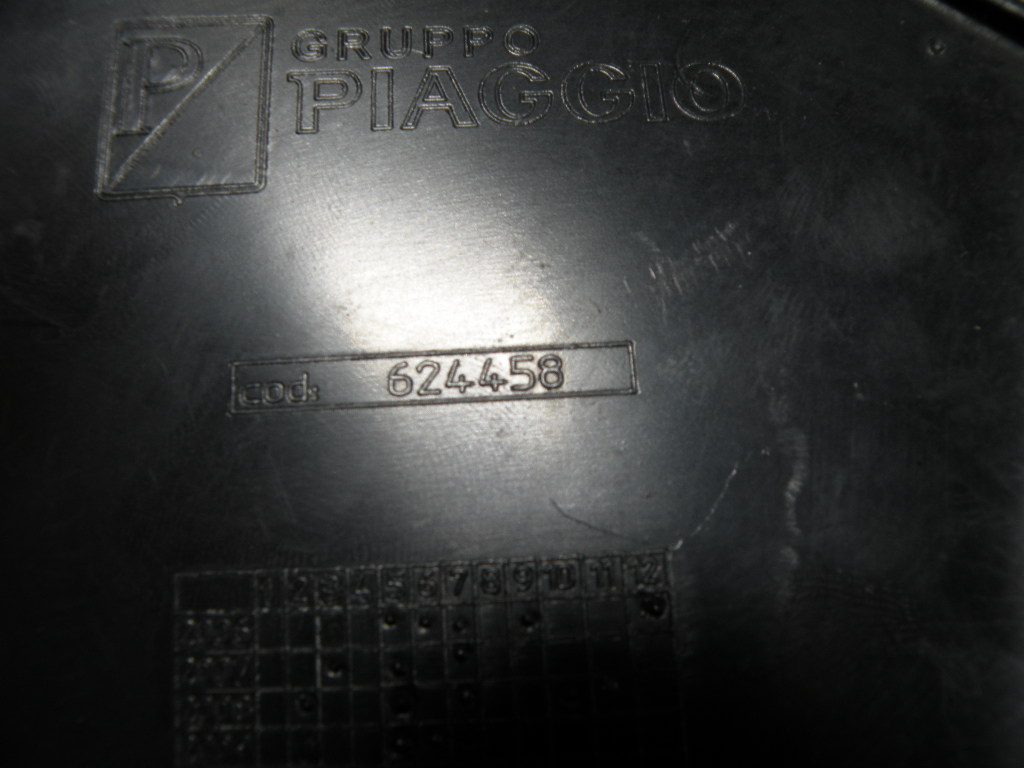 P
GRUPPO
PIAGGIO
cod: 624458
1 2 3 4 5 6 7 8 9 10 11 12